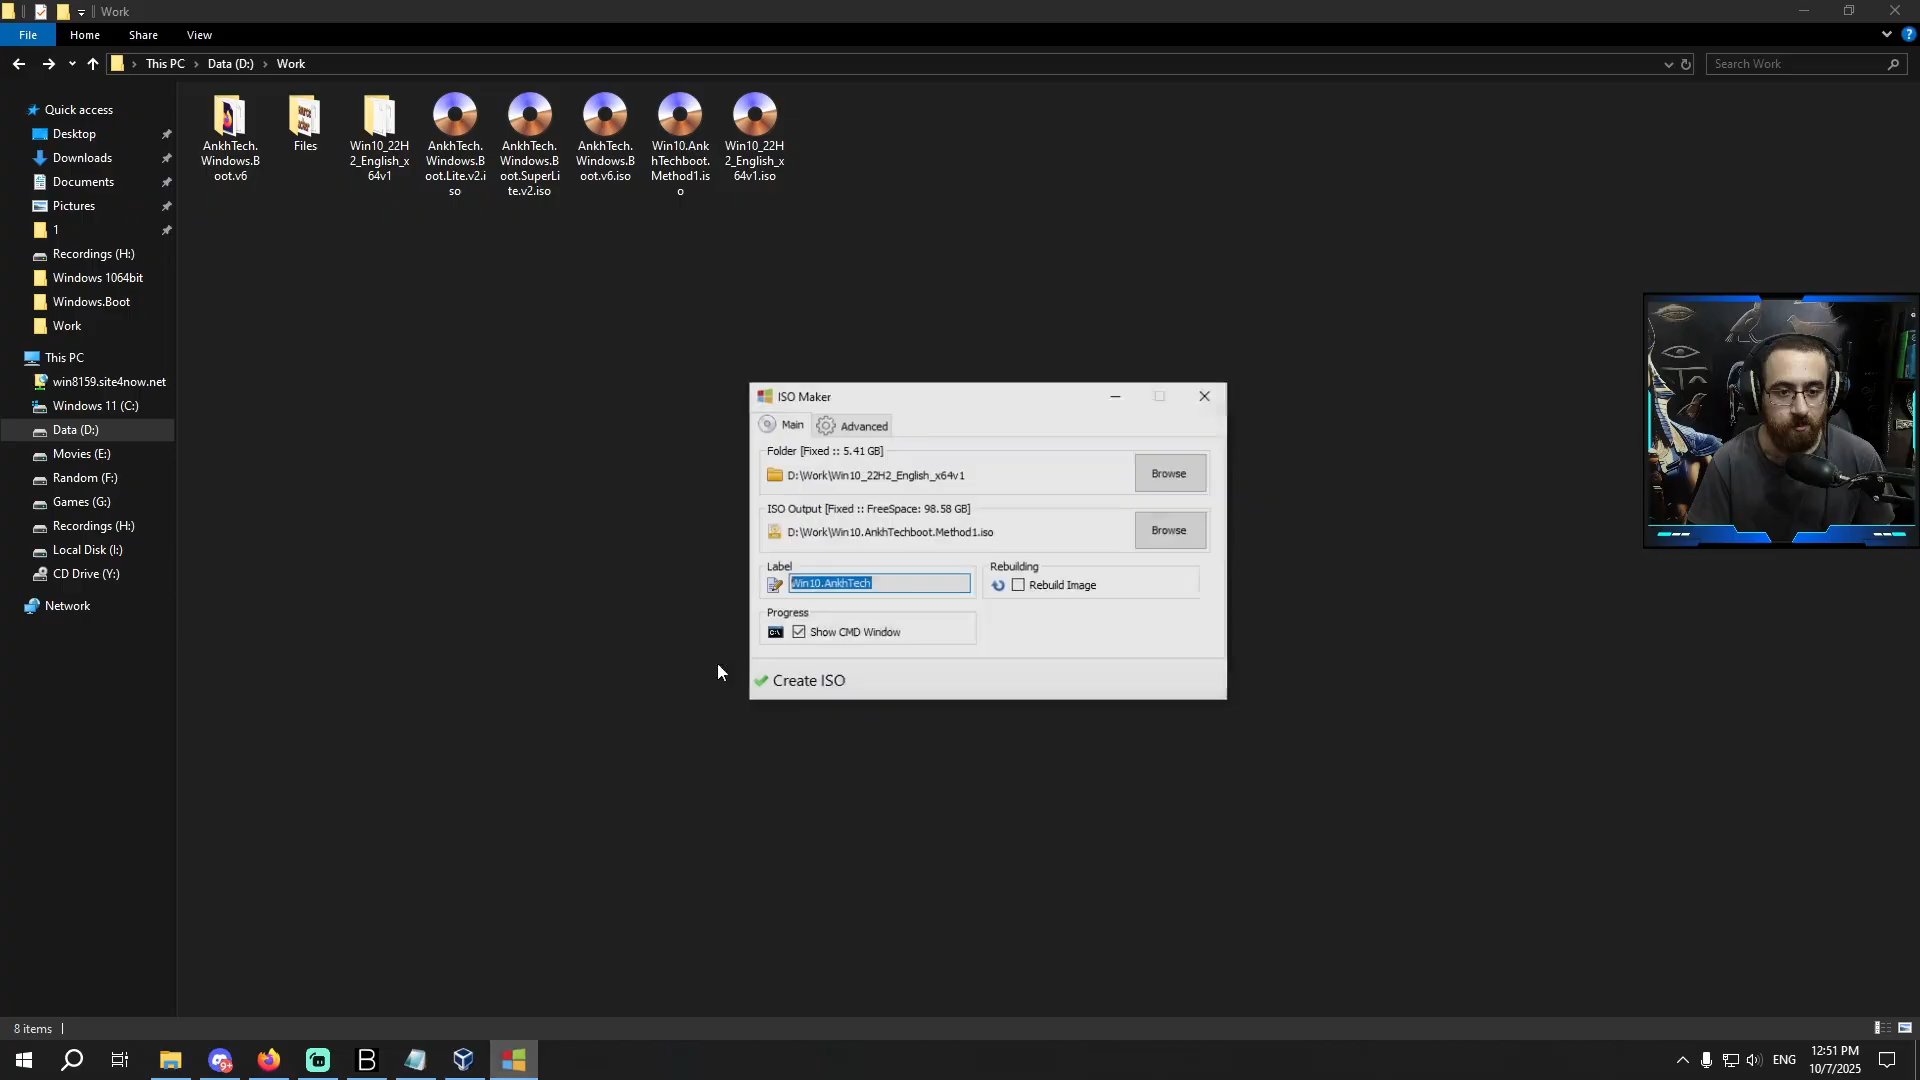 Work
File
Home
Share
View
This PC
Data (D:)
Work
Search Work
Quick access
Desktop
Downloads
Documents
Pictures
1
Recordings (H:)
Windows 1064bit
Windows.Boot
Work
This PC
win8159.site4now.net
Windows 11 (C:)
Data (D:)
Movies (E:)
Random (F:)
Games (G:)
Recordings (H:)
Local Disk (I:)
CD Drive (Y:)
Network
AnkhTech.
Windows.B
oot.v6
Files
Win10_22H
2_English_x
64v1
AnkhTech.
Windows.B
oot.Lite.v2.i
so
AnkhTech.
Windows.B
oot.SuperLi
te.v2.iso
AnkhTech.
Windows.B
oot.v6.iso
Win10.Ank
hTechboot.
Method1.is
o
Win10_22H
2_English_x
64v1.iso
ISO Maker
Main
Advanced
Folder [Fixed :: 5.41 GB]
D:\Work\Win10_22H2_English_x64v1
Browse
ISO Output [Fixed :: FreeSpace: 98.58 GB]
D:\Work\Win10.AnkhTechboot.Method1.iso
Browse
Label
Win10.AnkhTech
Rebuilding
Rebuild Image
Progress
Show CMD Window
Create ISO
8 items
9+
B
ENG
12:51 PM
10/7/2025